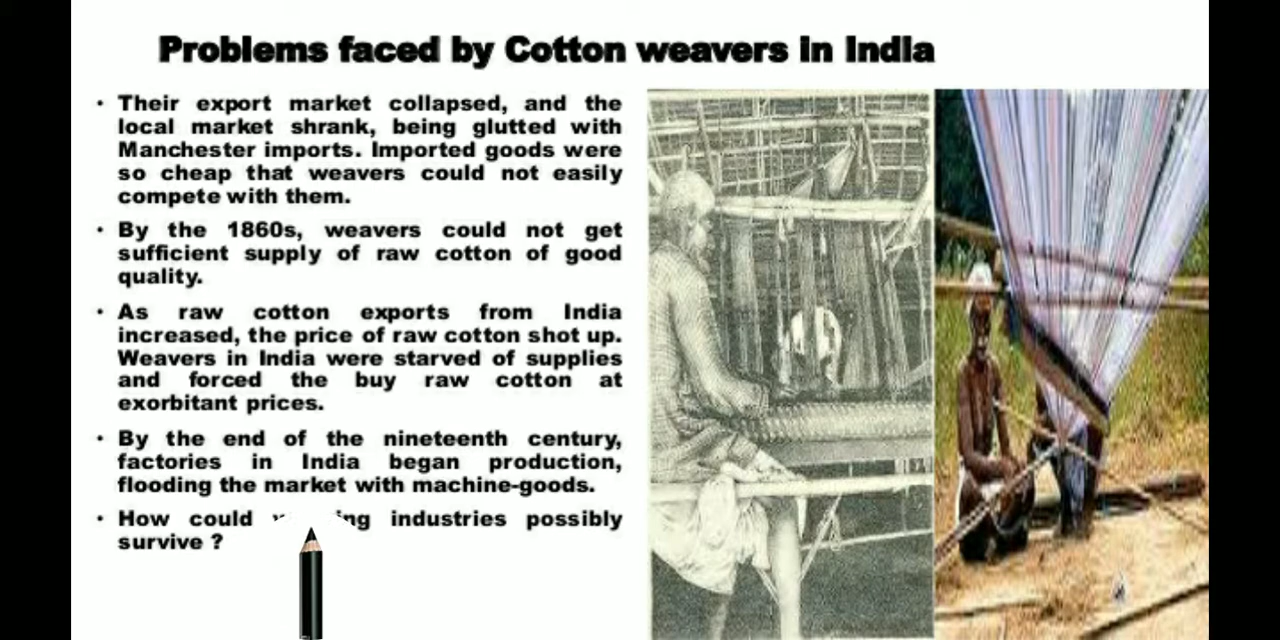 Problems faced by Cotton weavers in India
• Their export market collapsed, and the
local market shrank, being glutted with
Manchester imports. Imported goods were
so cheap that weavers could not easily
compete with them.
• By the 1860s, weavers could not get
sufficient supply of raw cotton of good
quality.
• As raw cotton exports from India
increased, the price of raw cotton shot up.
Weavers in India were starved of supplies
and forced the buy raw cotton at
exorbitant prices.
• By the end of the nineteenth century,
factories in India began production,
flooding the market with machine-goods.
• How could industries possibly
survive ?